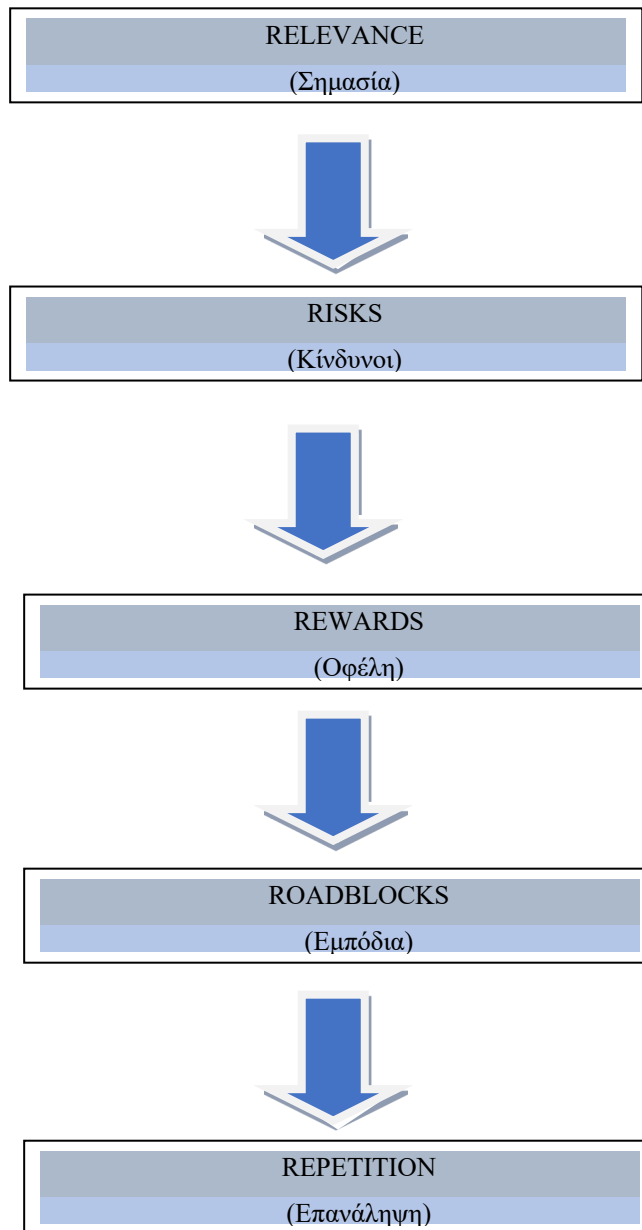 RELEVANCE
(Σημασία)
RISKS
(Κίνδυνοι)
REWARDS
(Οφέλη)
ROADBLOCKS
(Εμπόδια)
REPETITION
(Επανάληψη)